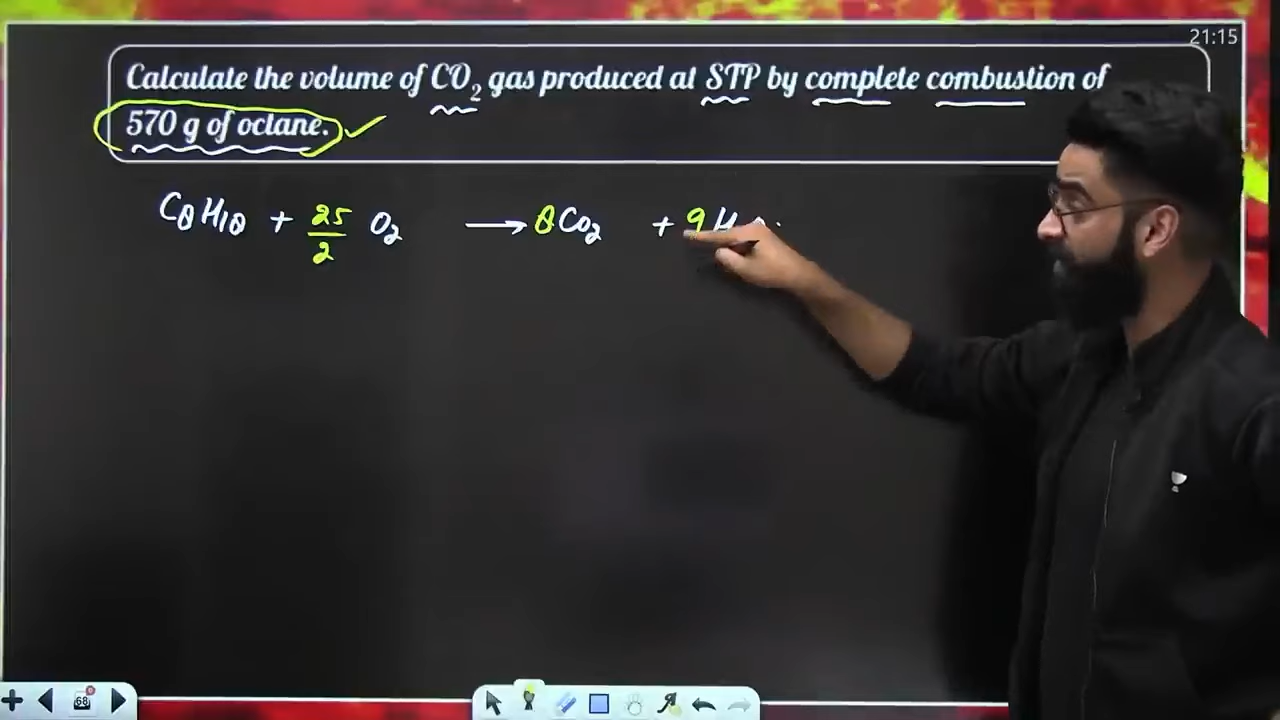 21:15
Calculate the volume of CO₂ gas produced at STP by complete combustion of
570 g of octane.
C₈H₁₈ + 25/2 O₂ ⟶ 8CO₂ + 9H
68